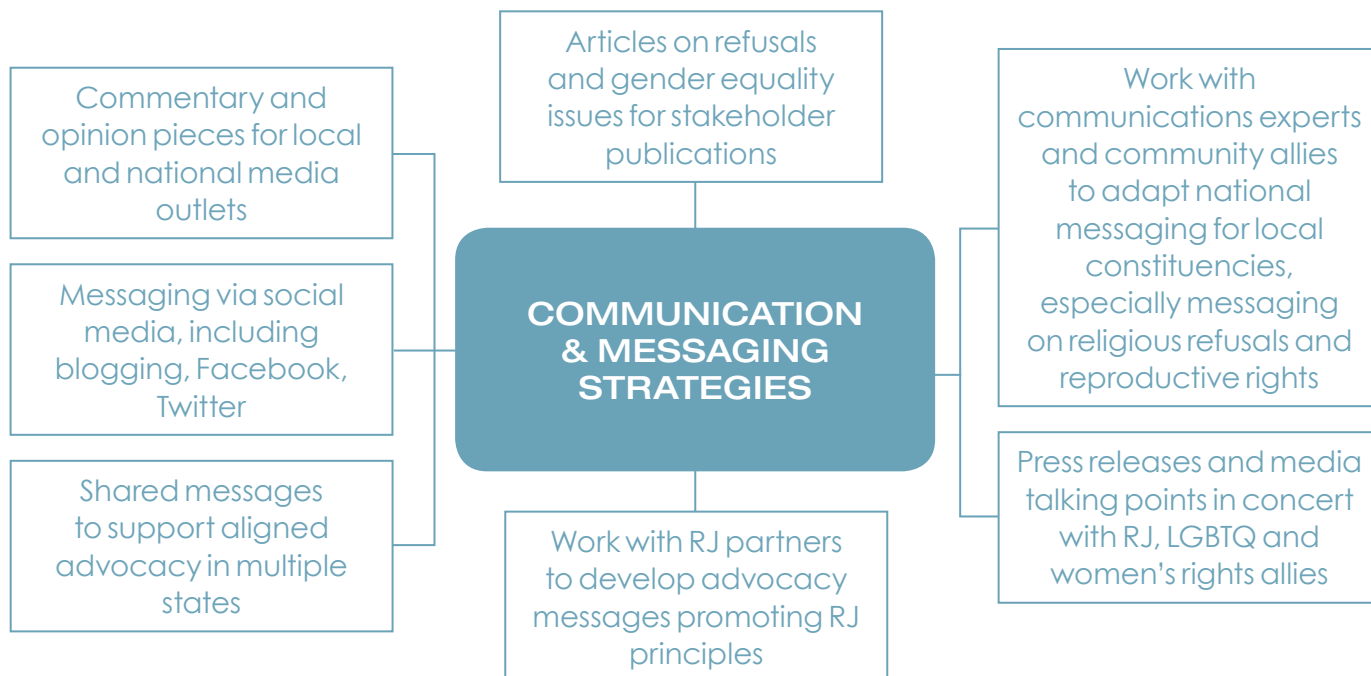 Articles on refusals
and gender equality
issues for stakeholder
publications
Commentary and
opinion pieces for local
and national media
outlets
Messaging via social
media, including
blogging, Facebook,
Twitter
Shared messages
to support aligned
advocacy in multiple
states
COMMUNICATION
& MESSAGING
STRATEGIES
Work with RJ partners
to develop advocacy
messages promoting RJ
principles
Work with
communications experts
and community allies
to adapt national
messaging for local
constituencies,
especially messaging
on religious refusals and
reproductive rights
Press releases and media
talking points in concert
with RJ, LGBTQ and
women’s rights allies